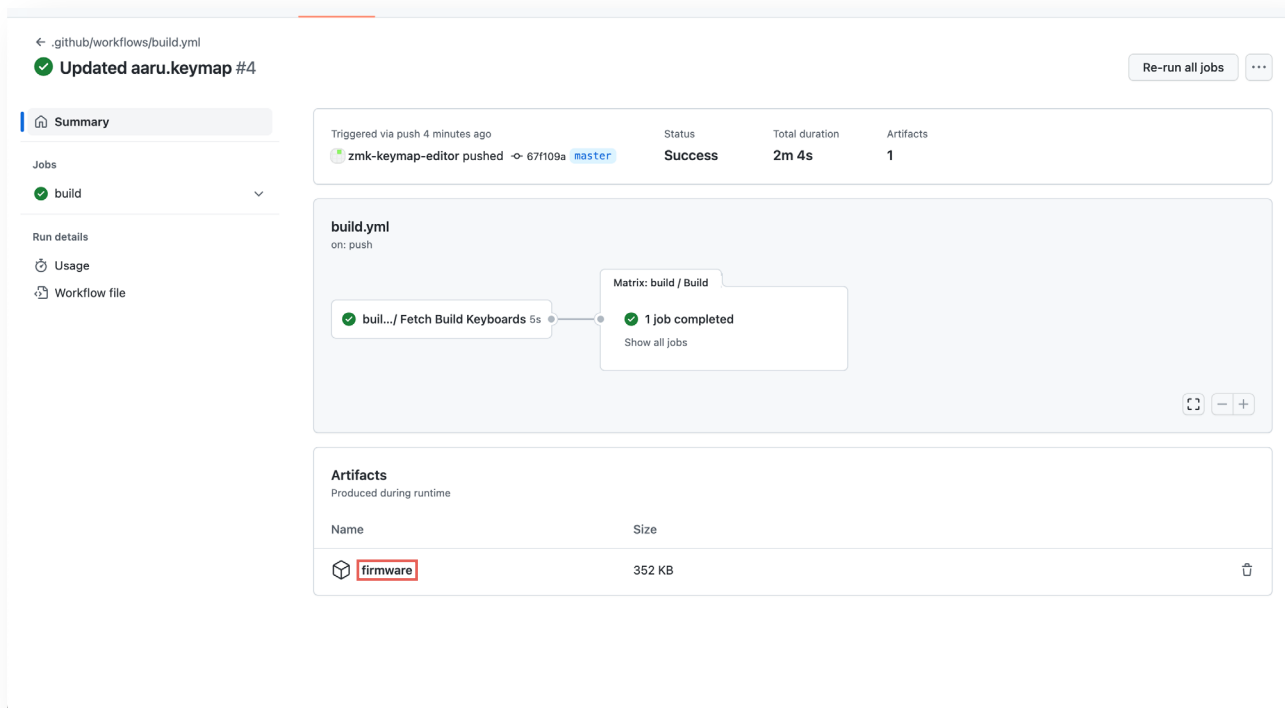 .github/workflows/build.yml
Updated aaru.keymap #4
Re-run all jobs
Summary
Jobs
build
Run details
Usage
Workflow file
Triggered via push 4 minutes ago
zmk-keymap-editor pushed 67f109a master
Status
Success
Total duration
2m 4s
Artifacts
1
build.yml
on: push
buil.../ Fetch Build Keyboards 5s
Matrix: build / Build
1 job completed
Show all jobs
Artifacts
Produced during runtime
Name Size
firmware 352 KB